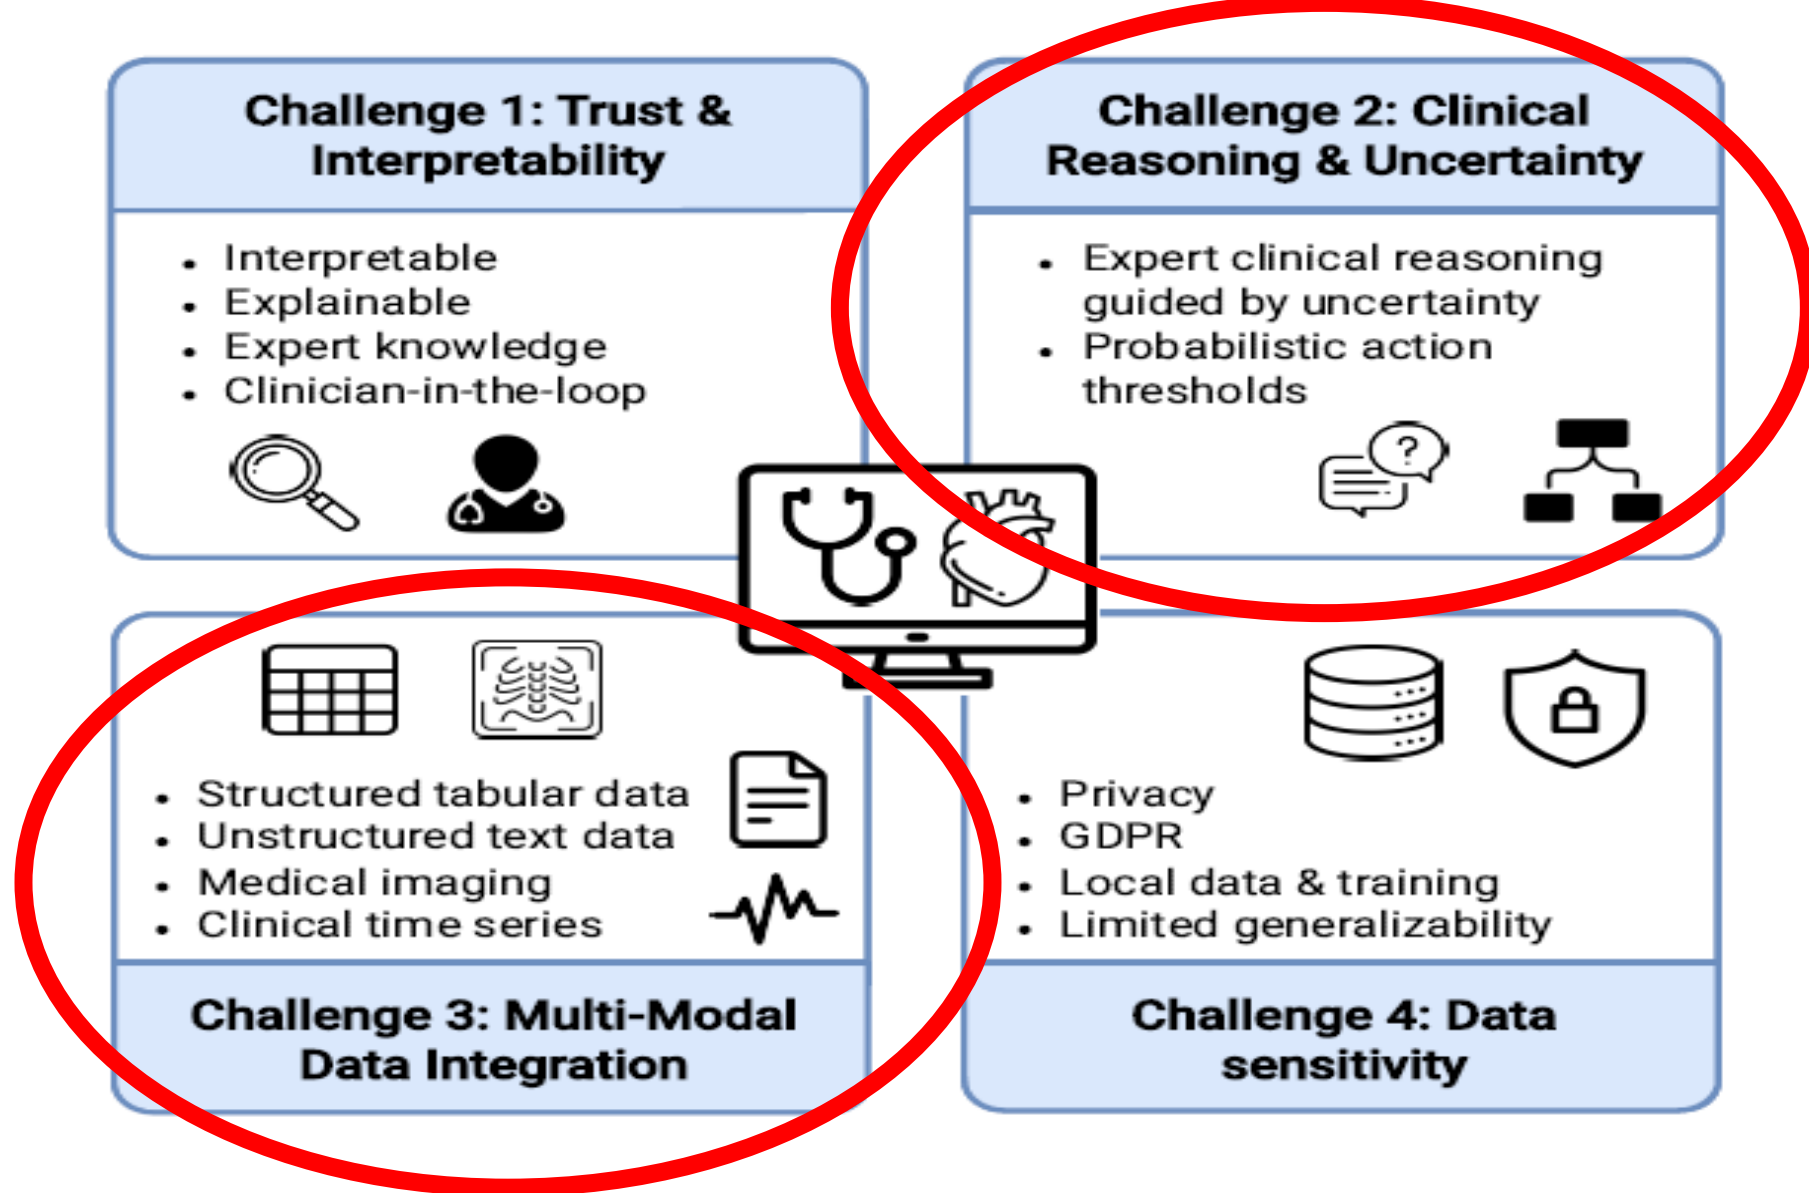 Challenge 1: Trust &
Interpretability
• Interpretable
• Explainable
• Expert knowledge
• Clinician-in-the-loop
Challenge 2: Clinical
Reasoning & Uncertainty
• Expert clinical reasoning
guided by uncertainty
• Probabilistic action
thresholds
?
• Structured tabular data
• Unstructured text data
• Medical imaging
• Clinical time series
Challenge 3: Multi-Modal
Data Integration
• Privacy
• GDPR
• Local data & training
• Limited generalizability
Challenge 4: Data
sensitivity